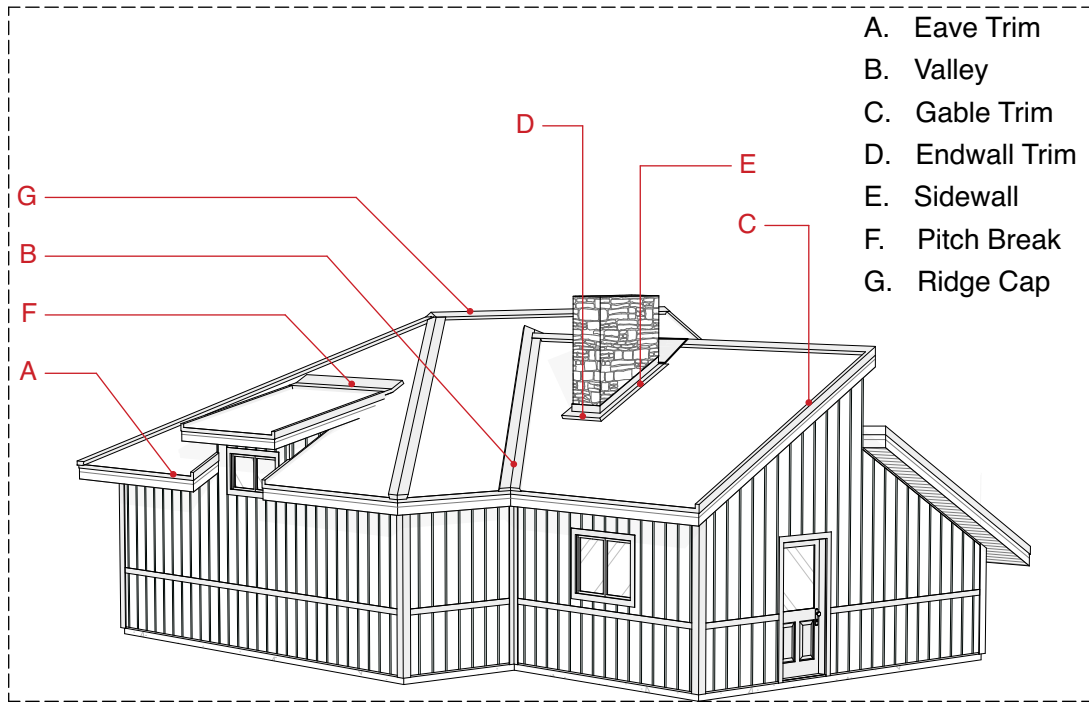 A. Eave Trim
B. Valley
C. Gable Trim
D. Endwall Trim
E. Sidewall
F. Pitch Break
G. Ridge Cap
D
E
G
C
B
F
A